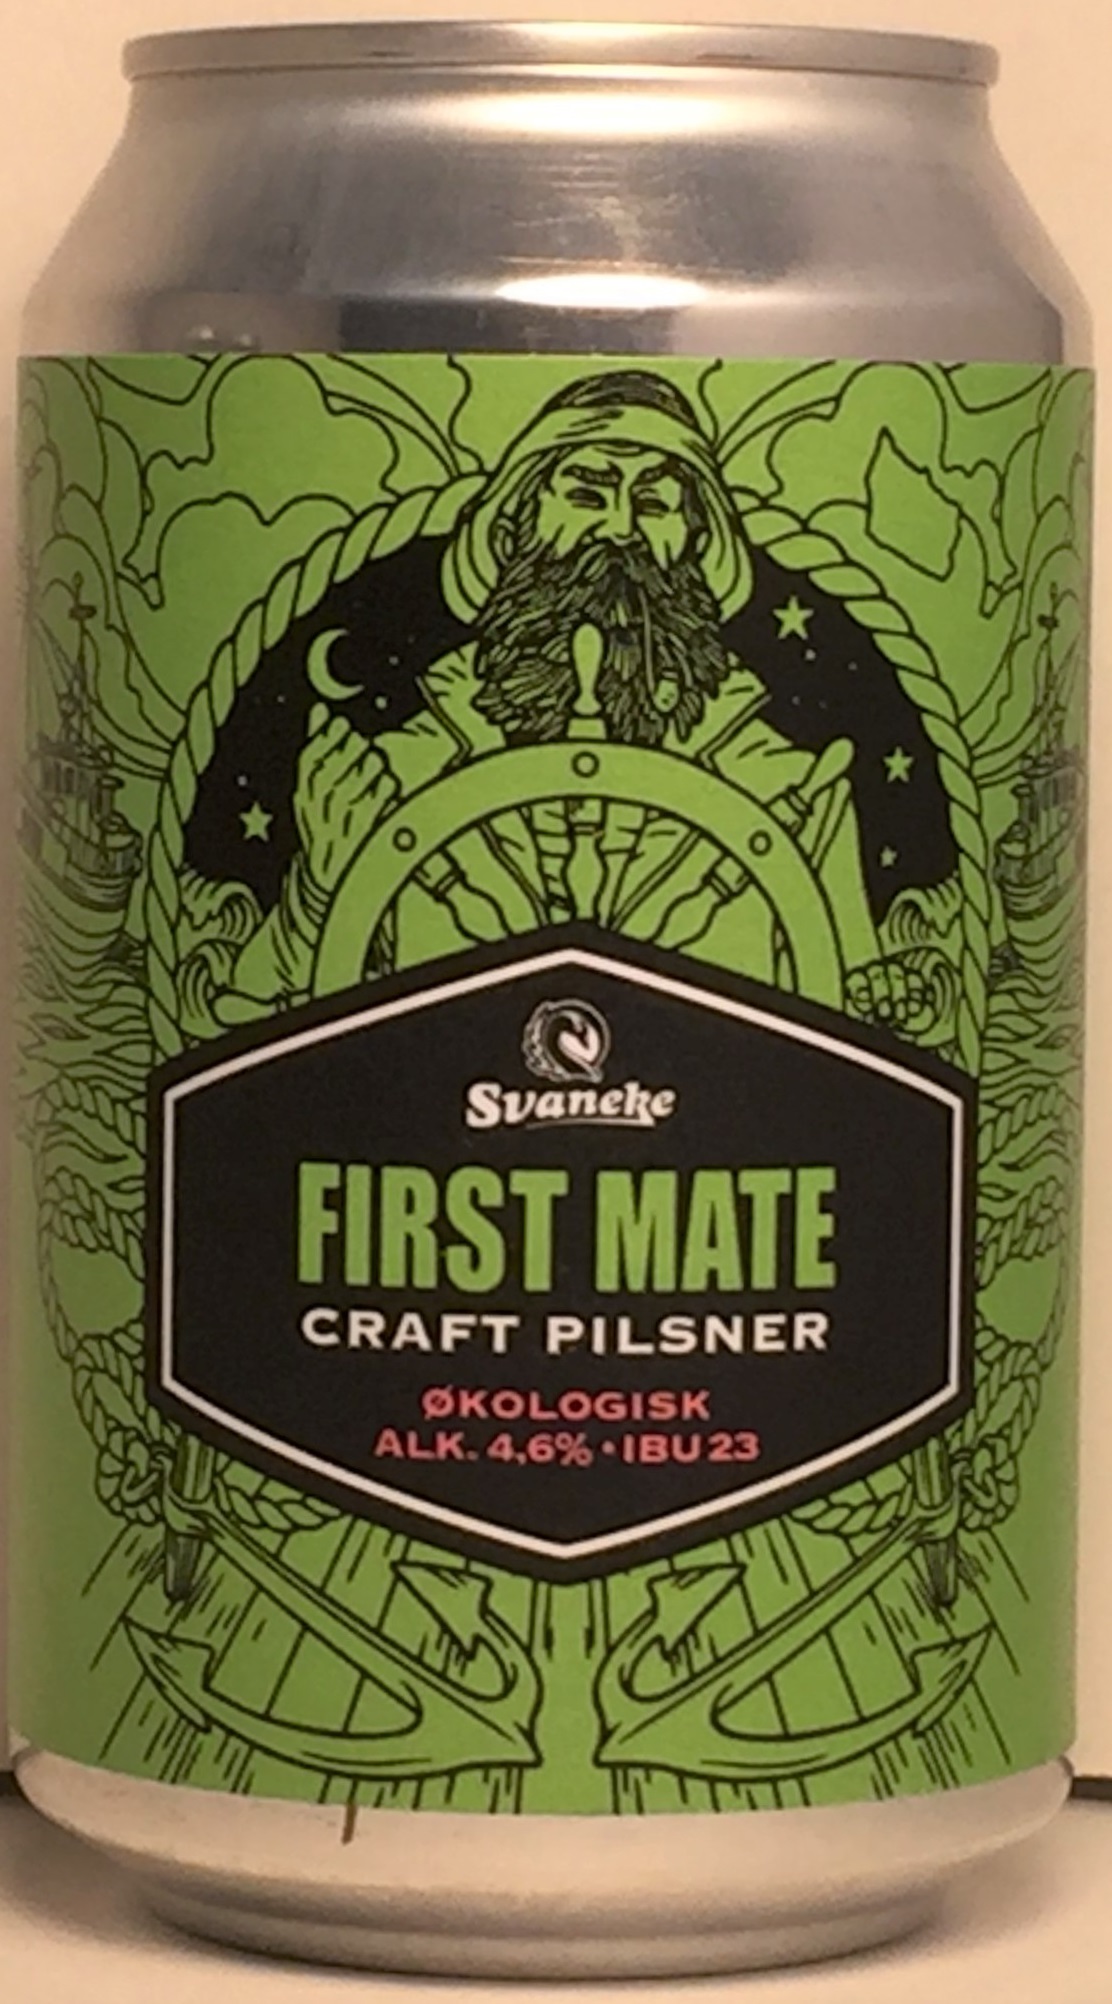 Svaneke
FIRST MATE
CRAFT PILSNER
ØKOLOGISK
ALK. 4,6% • IBU 23